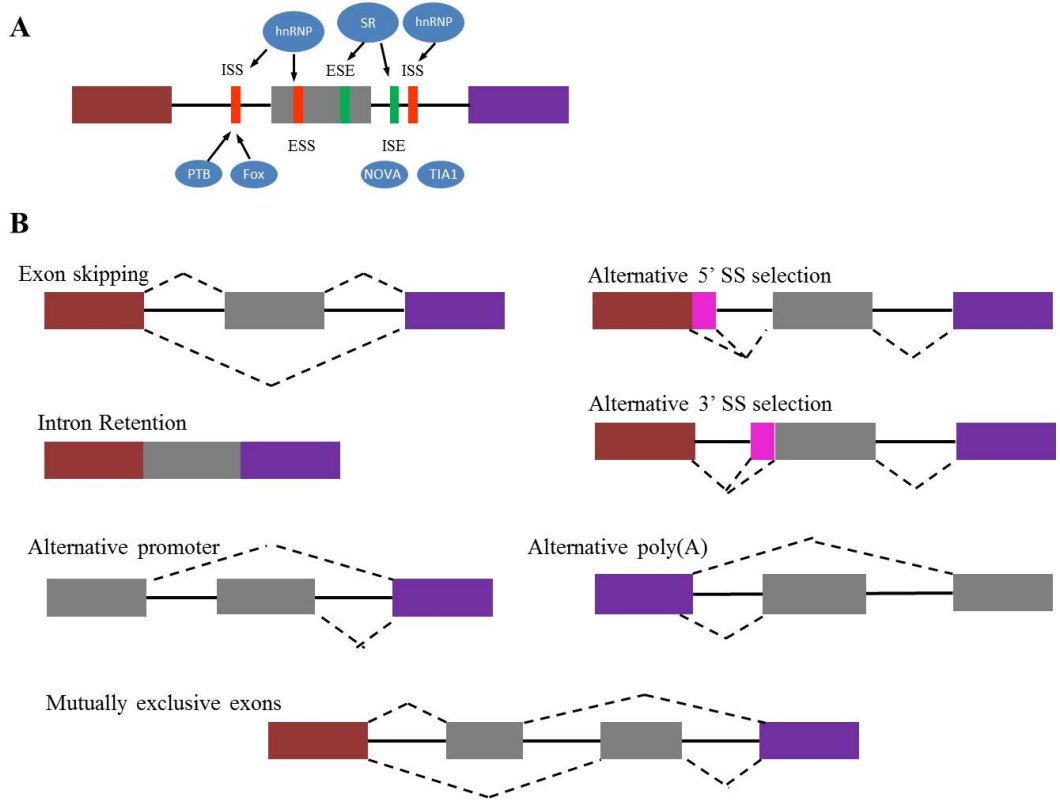 A
hnRNP
SR
hnRNP
ISS
ESE
ISS
ESS
ISE
PTB
Fox
NOVA
TIA1
B
Exon skipping
Alternative 5' SS selection
Intron Retention
Alternative 3' SS selection
Alternative promoter
Alternative poly(A)
Mutually exclusive exons